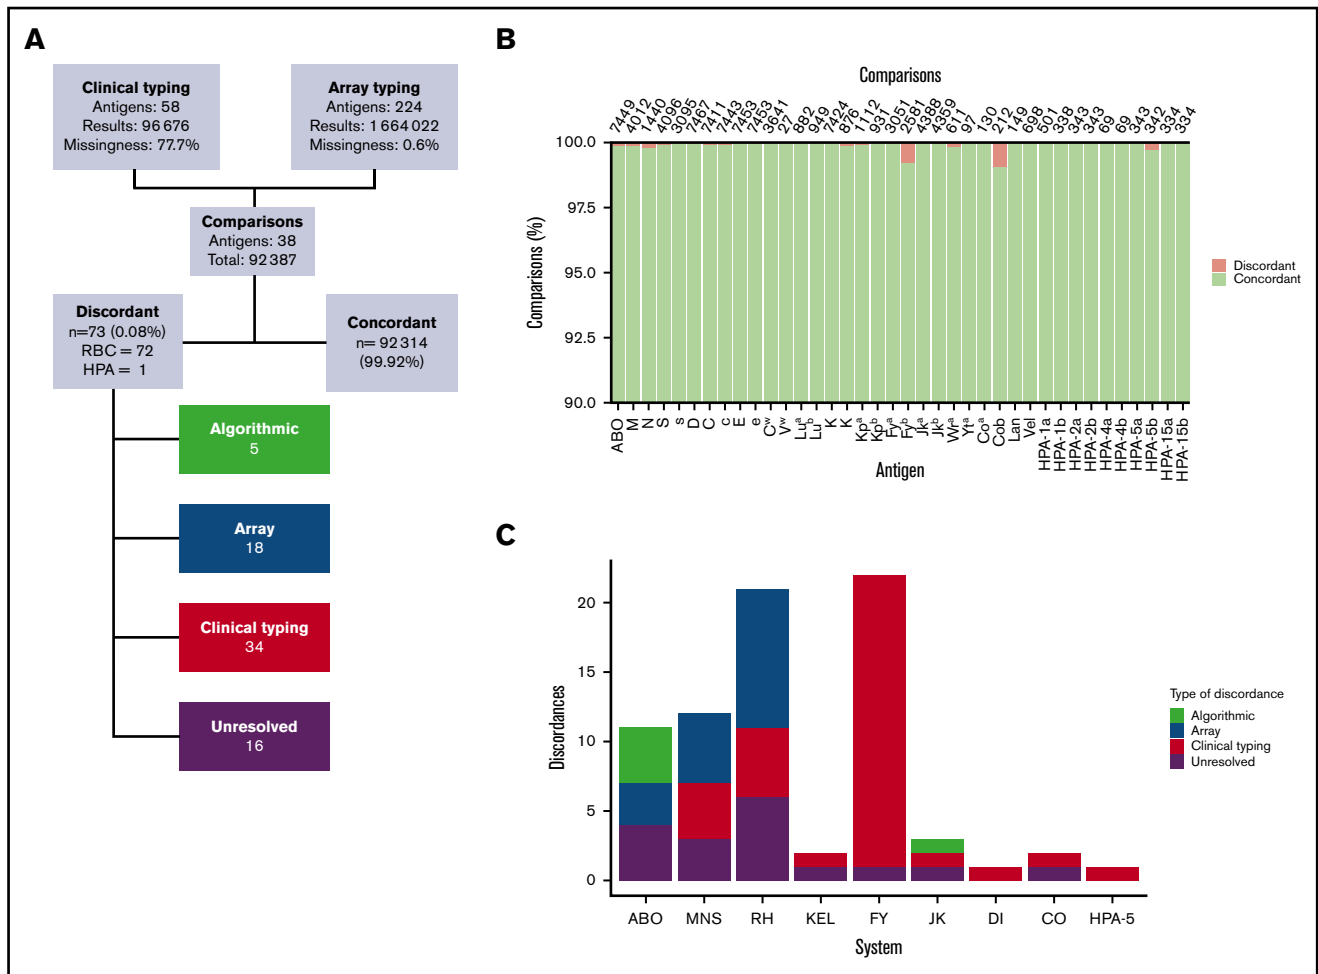 A
Clinical typing
Antigens: 58
Results: 96 676
Missingness: 77.7%
Array typing
Antigens: 224
Results: 1 664 022
Missingness: 0.6%
Comparisons
Antigens: 38
Total: 92 387
Discordant
n=73 (0.08%)
RBC = 72
HPA = 1
Concordant
n= 92 314
(99.92%)
Algorithmic
5
Array
18
Clinical typing
34
Unresolved
16
B
Comparisons
7449 4012 1440 4096 3095 7467 7411 7443 7453 7453 3641 27 882 949 7424 876 1112 931 3051 2581 4388 4359 611 97 130 212 149 698 501 338 343 343 69 69 343 342 334 334
100.0
97.5
95.0
92.5
90.0
Comparisons (%)
ABO M N S s D C c E e Cʷ Vʷ Luᵃ Luᵇ K K Kpᵃ Kpᵇ Fyᵃ Fyᵇ Jkᵃ Jkᵇ Wrᵃ Ytᵃ Coᵃ Cob Lan Vel HPA-1a HPA-1b HPA-2a HPA-2b HPA-4a HPA-4b HPA-5a HPA-5b HPA-15a HPA-15b
Antigen
Discordant
Concordant
C
20
15
10
5
0
Discordances
ABO MNS RH KEL FY JK DI CO HPA-5
System
Type of discordance
Algorithmic
Array
Clinical typing
Unresolved